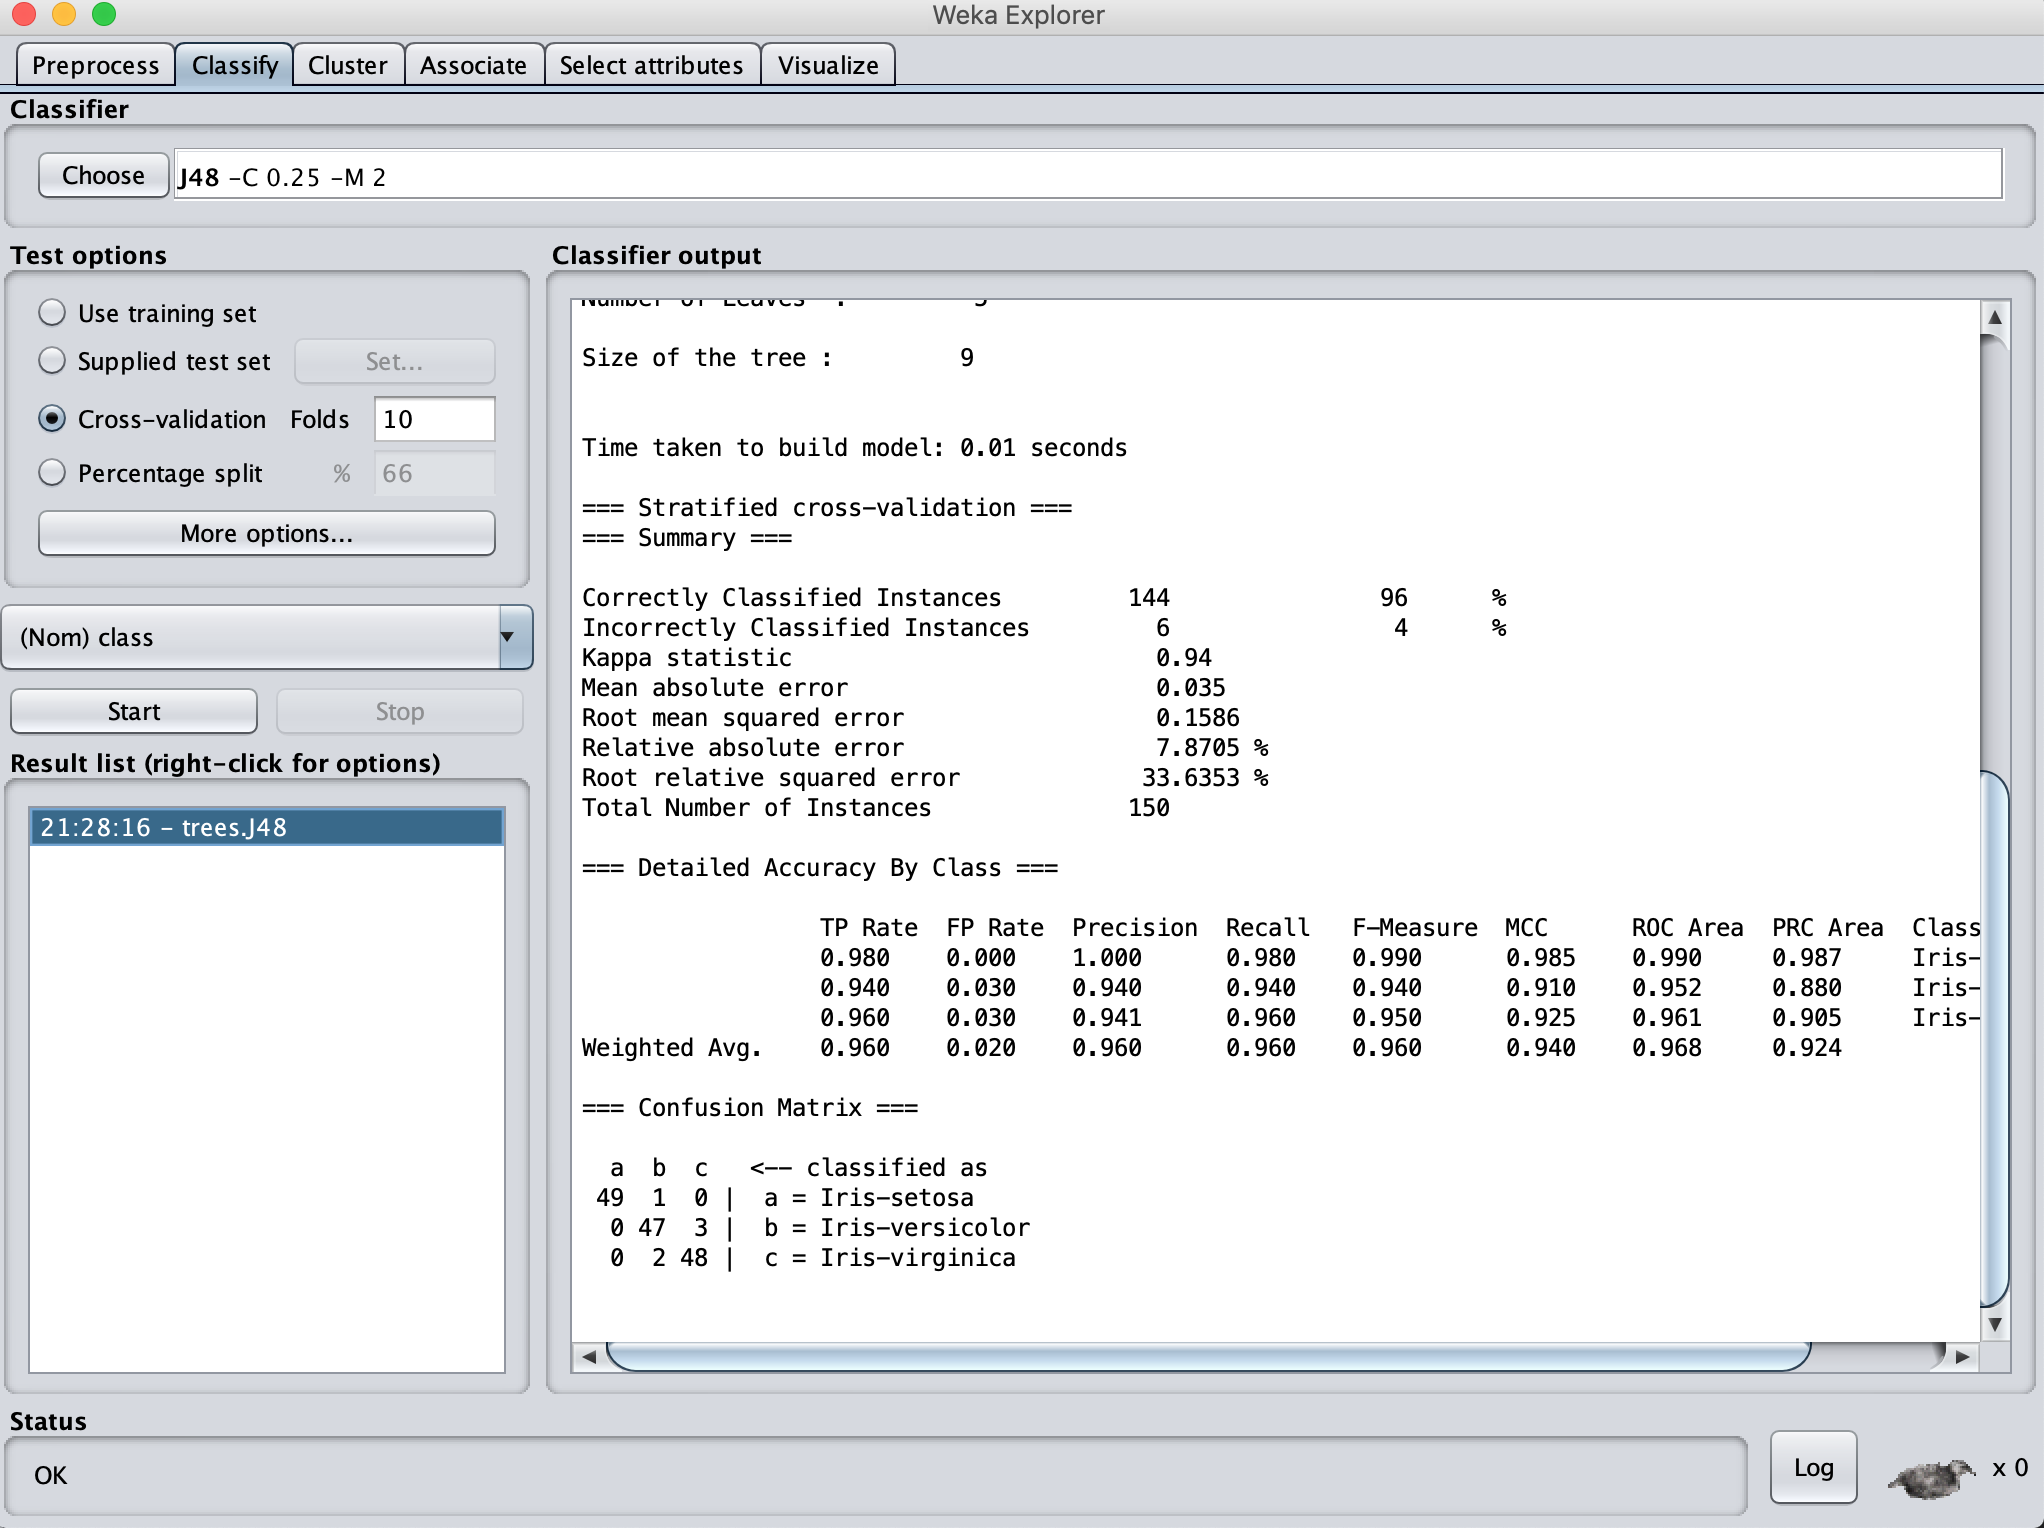 Weka Explorer
Preprocess Classify Cluster Associate Select attributes Visualize
Classifier
Choose J48 -C 0.25 -M 2
Test options
Use training set
Supplied test set Set...
Cross-validation Folds 10
Percentage split % 66
More options...
(Nom) class
Start Stop
Result list (right-click for options)
21:28:16 - trees.J48
Classifier output
Number of Leaves :
Size of the tree : 9
Time taken to build model: 0.01 seconds
=== Stratified cross-validation ===
=== Summary ===
Correctly Classified Instances 144 96 %
Incorrectly Classified Instances 6 4 %
Kappa statistic 0.94
Mean absolute error 0.035
Root mean squared error 0.1586
Relative absolute error 7.8705 %
Root relative squared error 33.6353 %
Total Number of Instances 150
=== Detailed Accuracy By Class ===
TP Rate FP Rate Precision Recall F-Measure MCC ROC Area PRC Area Class
0.980 0.000 1.000 0.980 0.990 0.985 0.990 0.987 Iris-
0.940 0.030 0.940 0.940 0.940 0.910 0.952 0.880 Iris-
0.960 0.030 0.941 0.960 0.950 0.925 0.961 0.905 Iris-
Weighted Avg. 0.960 0.020 0.960 0.960 0.960 0.940 0.968 0.924
=== Confusion Matrix ===
a b c <-- classified as
49 1 0 | a = Iris-setosa
0 47 3 | b = Iris-versicolor
0 2 48 | c = Iris-virginica
Status
OK
Log x 0